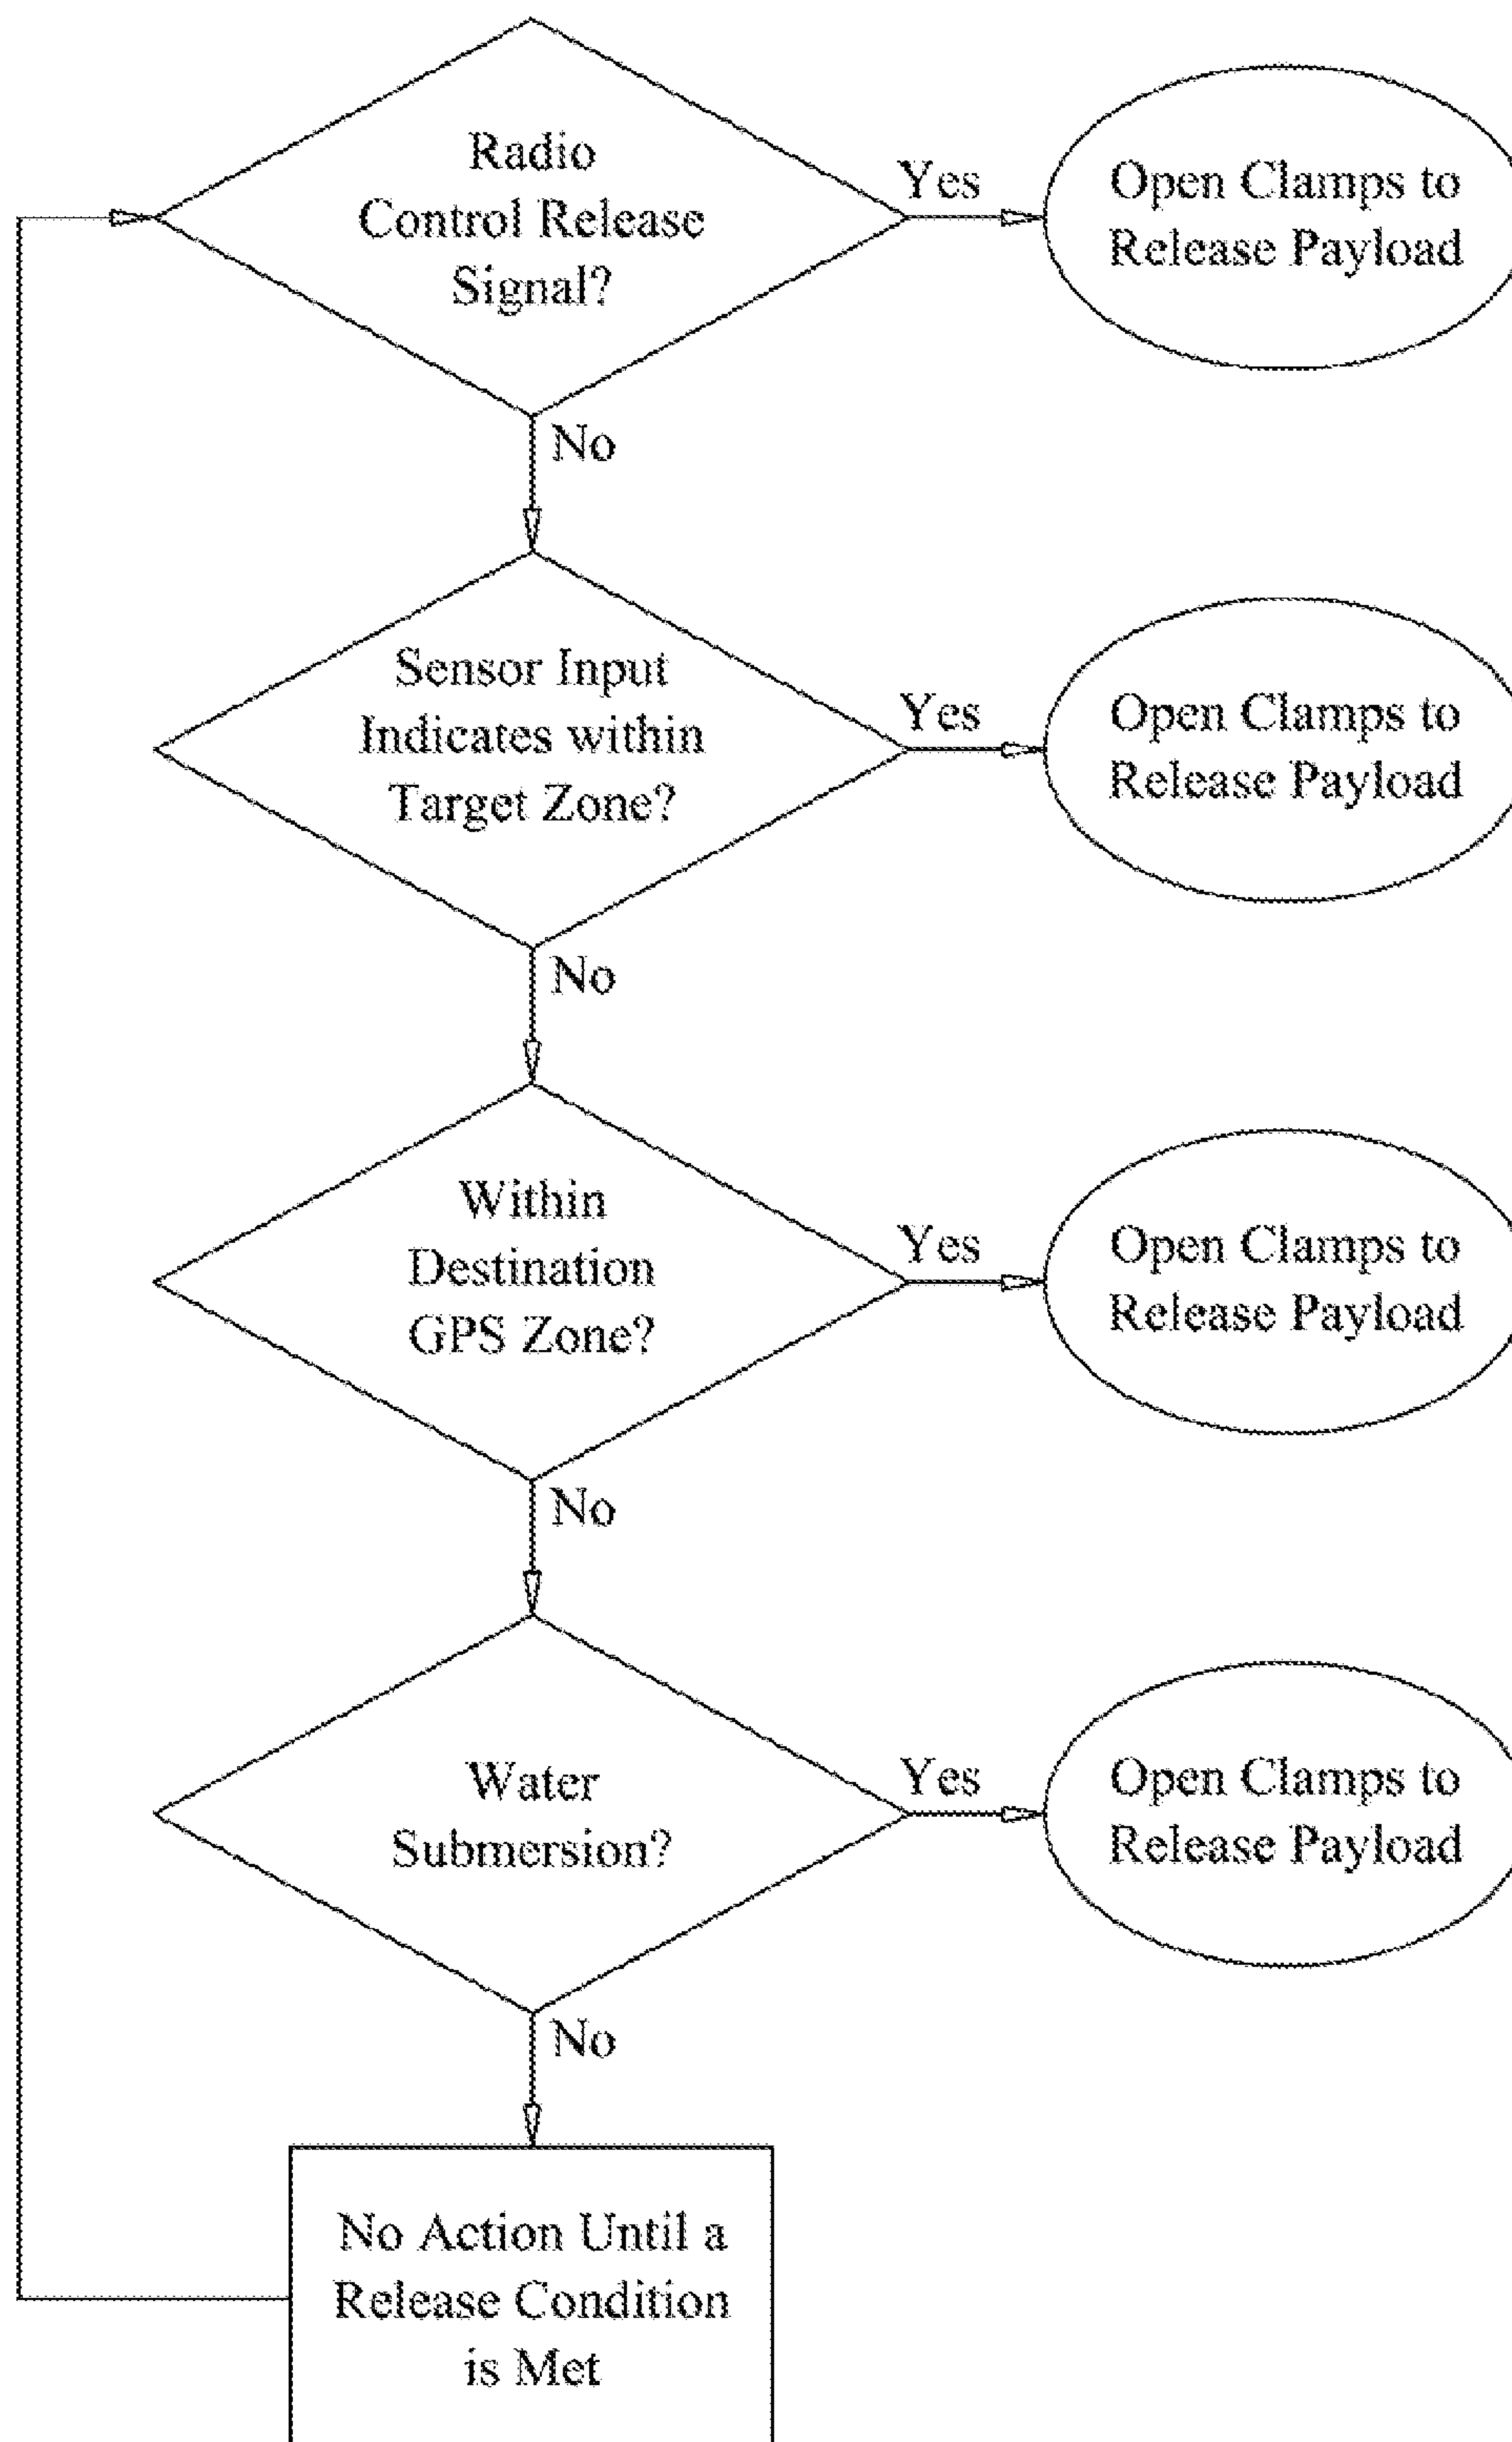 Radio
Control Release
Signal?
Yes
Open Clamps to
Release Payload
No
Sensor Input
Indicates within
Target Zone?
Yes
Open Clamps to
Release Payload
No
Within
Destination
GPS Zone?
Yes
Open Clamps to
Release Payload
No
Water
Submersion?
Yes
Open Clamps to
Release Payload
No
No Action Until a
Release Condition
is Met